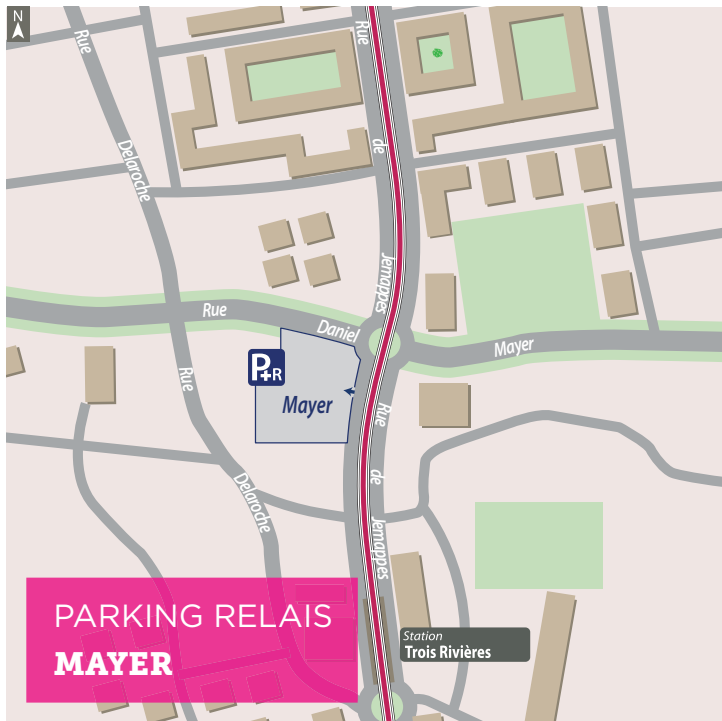 N
Rue
Delaroche
Rue
de
Jemappes
Rue
Daniel
Mayer
P+R
Mayer
Rue
Rue
de
Jemappes
Delaroche
PARKING RELAIS
MAYER
Station
Trois Rivières